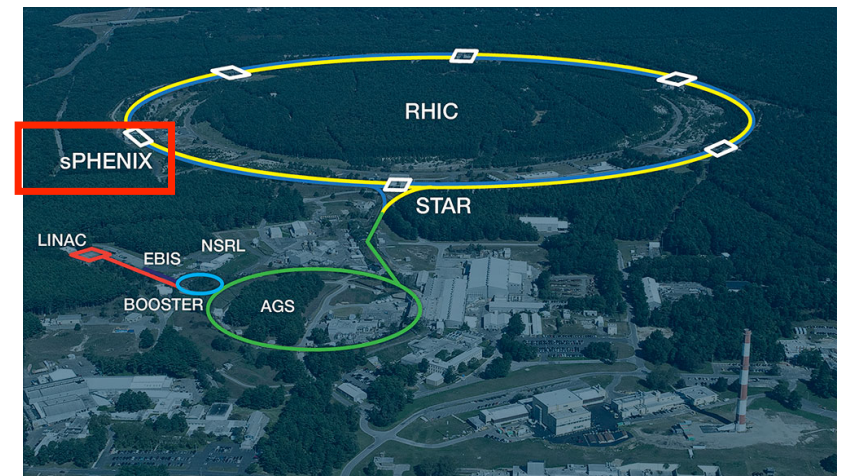 RHIC
sPHENIX
STAR
LINAC
NSRL
EBIS
BOOSTER
AGS